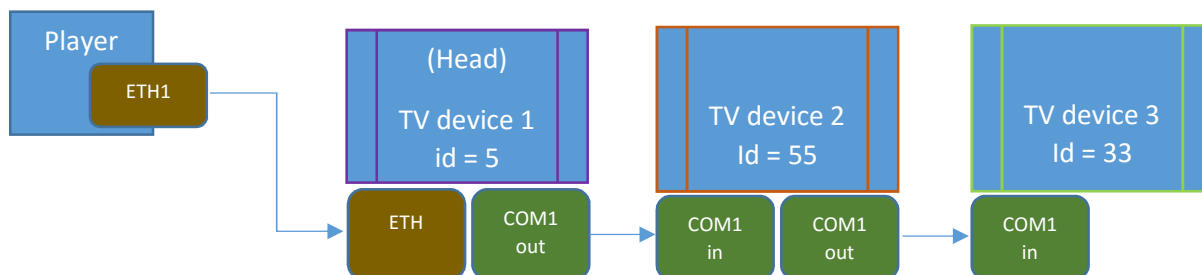 Player
ETH1
(Head)
TV device 1
id = 5
ETH
COM1
out
TV device 2
Id = 55
COM1
in
COM1
out
TV device 3
Id = 33
COM1
in